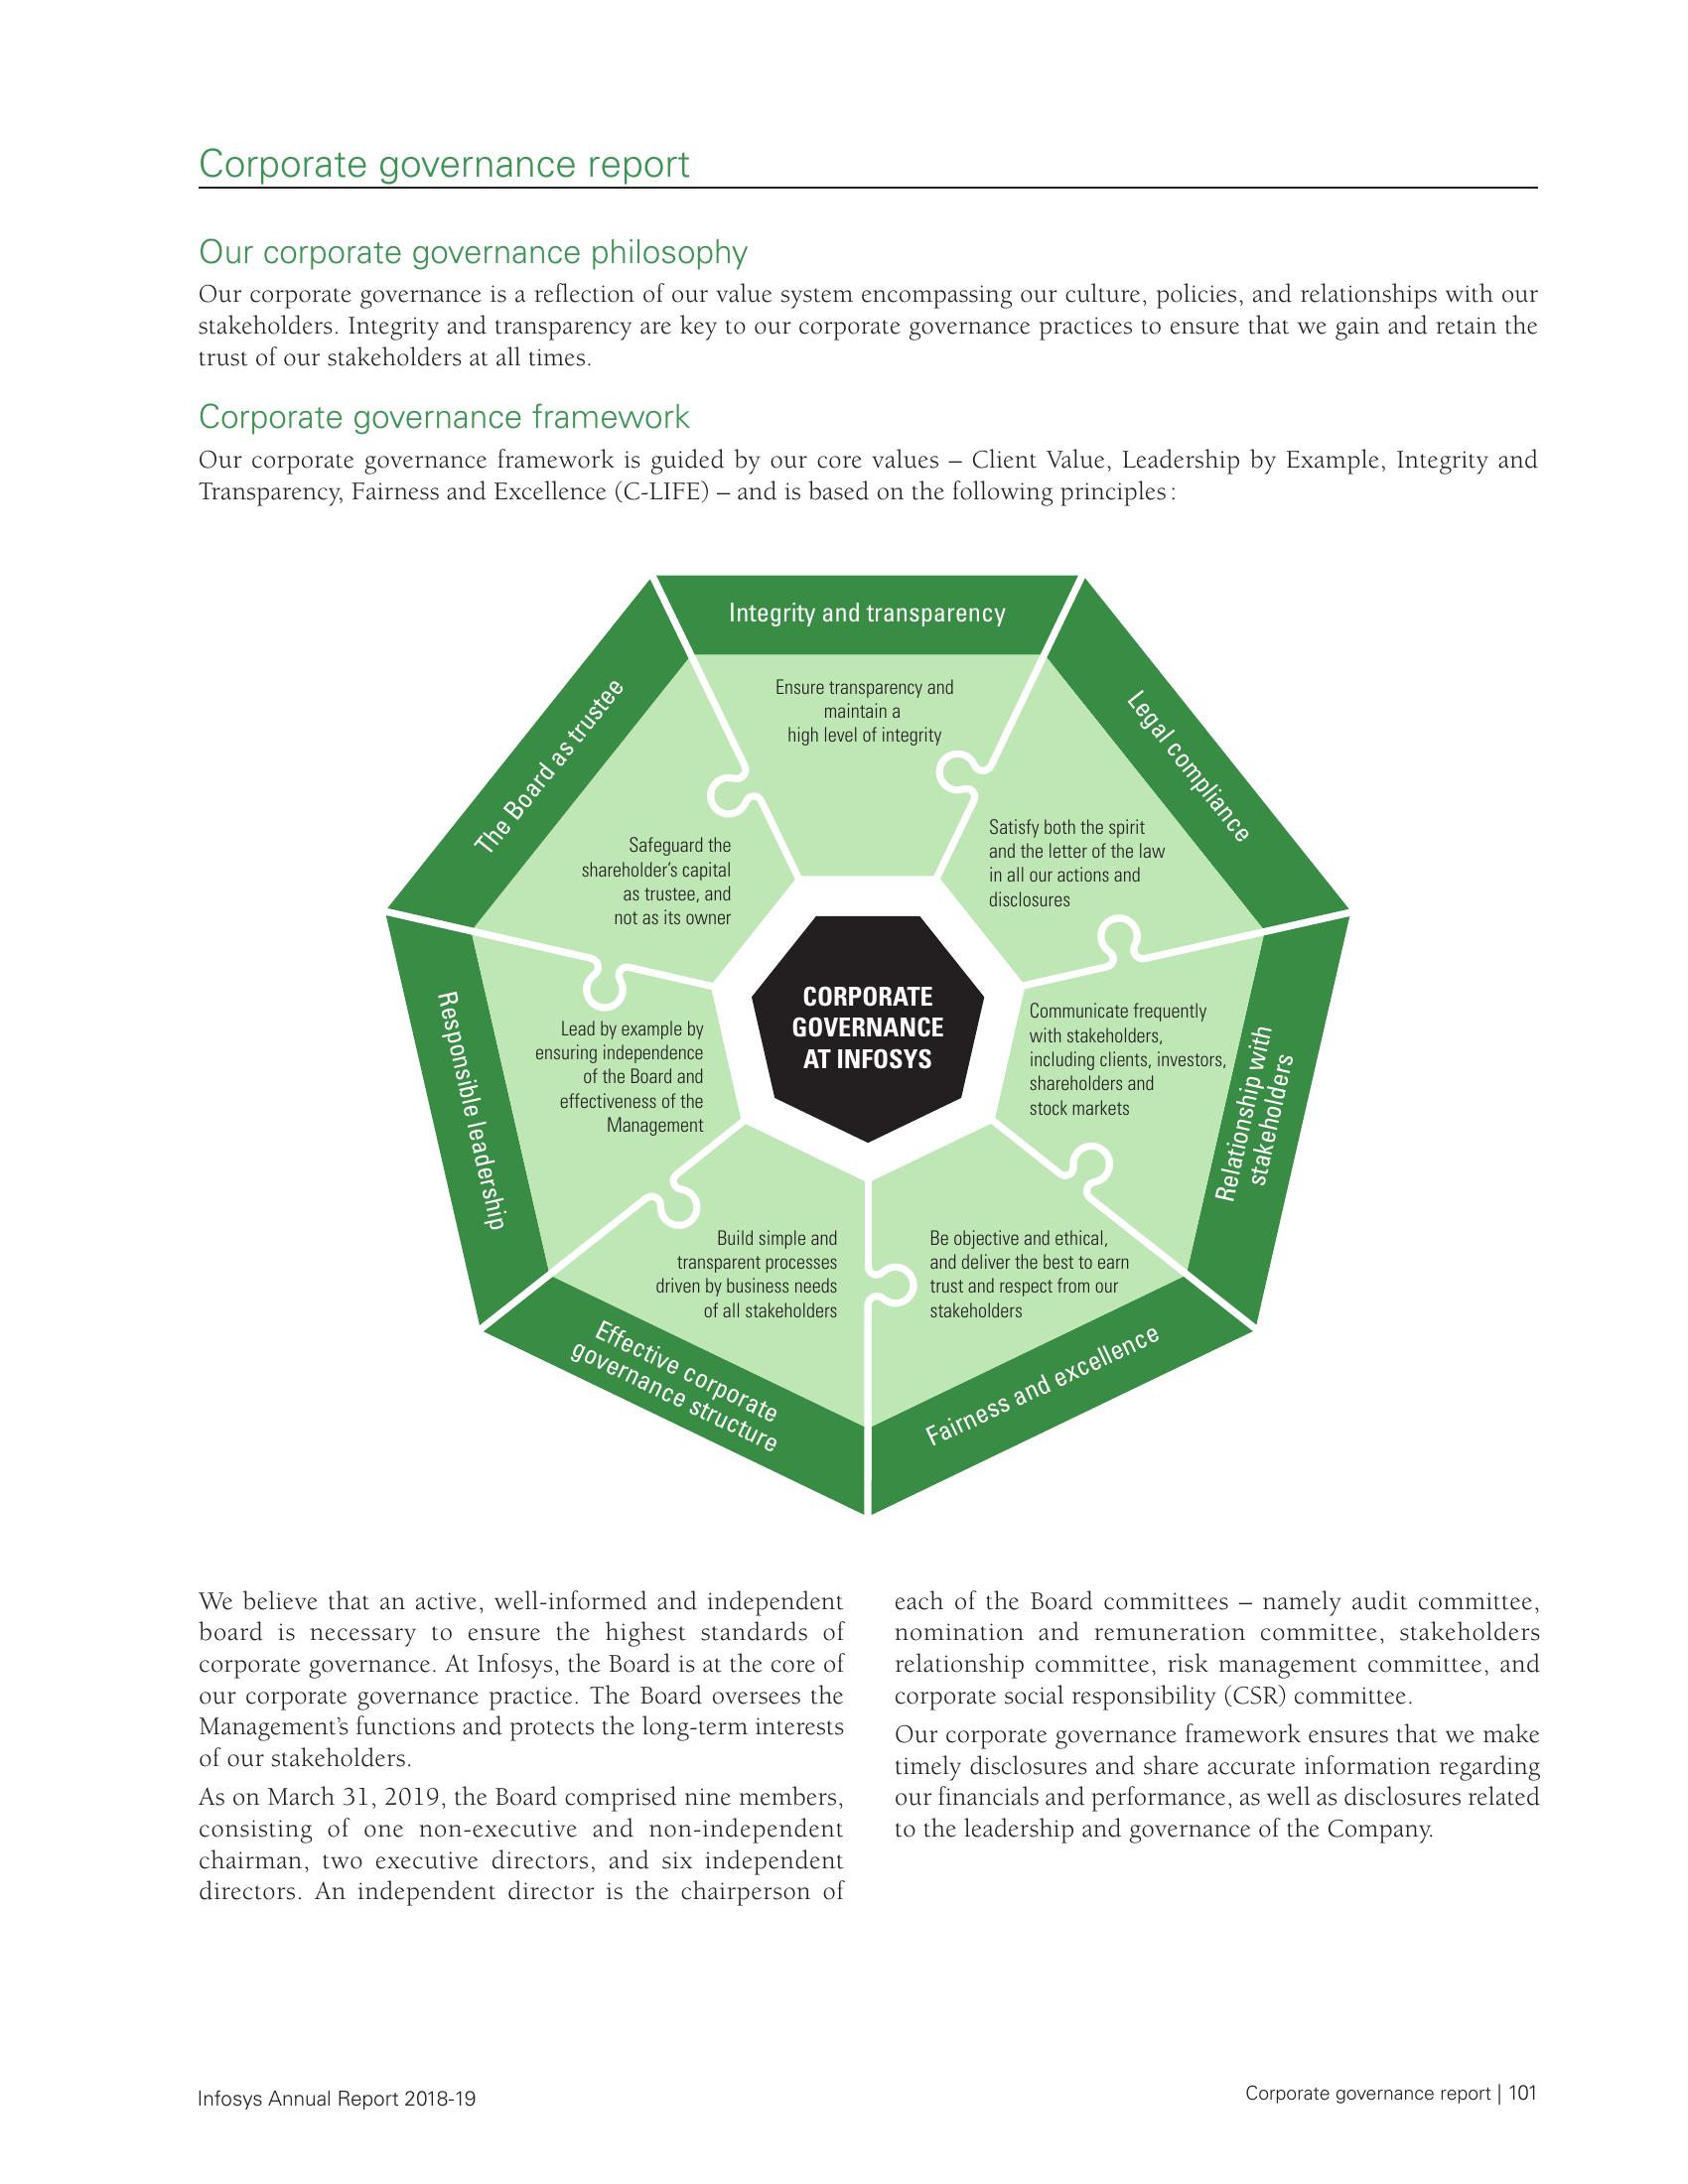 Corporate governance report
Our corporate governance philosophy
Our corporate governance is a reflection of our value system encompassing our culture, policies, and relationships with our
stakeholders. Integrity and transparency are key to our corporate governance practices to ensure that we gain and retain the
trust of our stakeholders at all times.
Corporate governance framework
Our corporate governance framework is guided by our core values – Client Value, Leadership by Example, Integrity and
Transparency, Fairness and Excellence (C-LIFE) – and is based on the following principles:
Integrity and transparency
Ensure transparency and
maintain a
high level of integrity
Legal compliance
Satisfy both the spirit
and the letter of the law
in all our actions and
disclosures
Relationship with
stakeholders
Communicate frequently
with stakeholders,
including clients, investors,
shareholders and
stock markets
Fairness and excellence
Be objective and ethical,
and deliver the best to earn
trust and respect from our
stakeholders
Effective corporate
governance structure
Build simple and
transparent processes
driven by business needs
of all stakeholders
Responsible leadership
Lead by example by
ensuring independence
of the Board and
effectiveness of the
Management
The Board as trustee
Safeguard the
shareholder's capital
as trustee, and
not as its owner
CORPORATE
GOVERNANCE
AT INFOSYS
We believe that an active, well-informed and independent
board is necessary to ensure the highest standards of
corporate governance. At Infosys, the Board is at the core of
our corporate governance practice. The Board oversees the
Management's functions and protects the long-term interests
of our stakeholders.
As on March 31, 2019, the Board comprised nine members,
consisting of one non-executive and non-independent
chairman, two executive directors, and six independent
directors. An independent director is the chairperson of
each of the Board committees – namely audit committee,
nomination and remuneration committee, stakeholders
relationship committee, risk management committee, and
corporate social responsibility (CSR) committee.
Our corporate governance framework ensures that we make
timely disclosures and share accurate information regarding
our financials and performance, as well as disclosures related
to the leadership and governance of the Company.
Infosys Annual Report 2018-19
Corporate governance report | 101